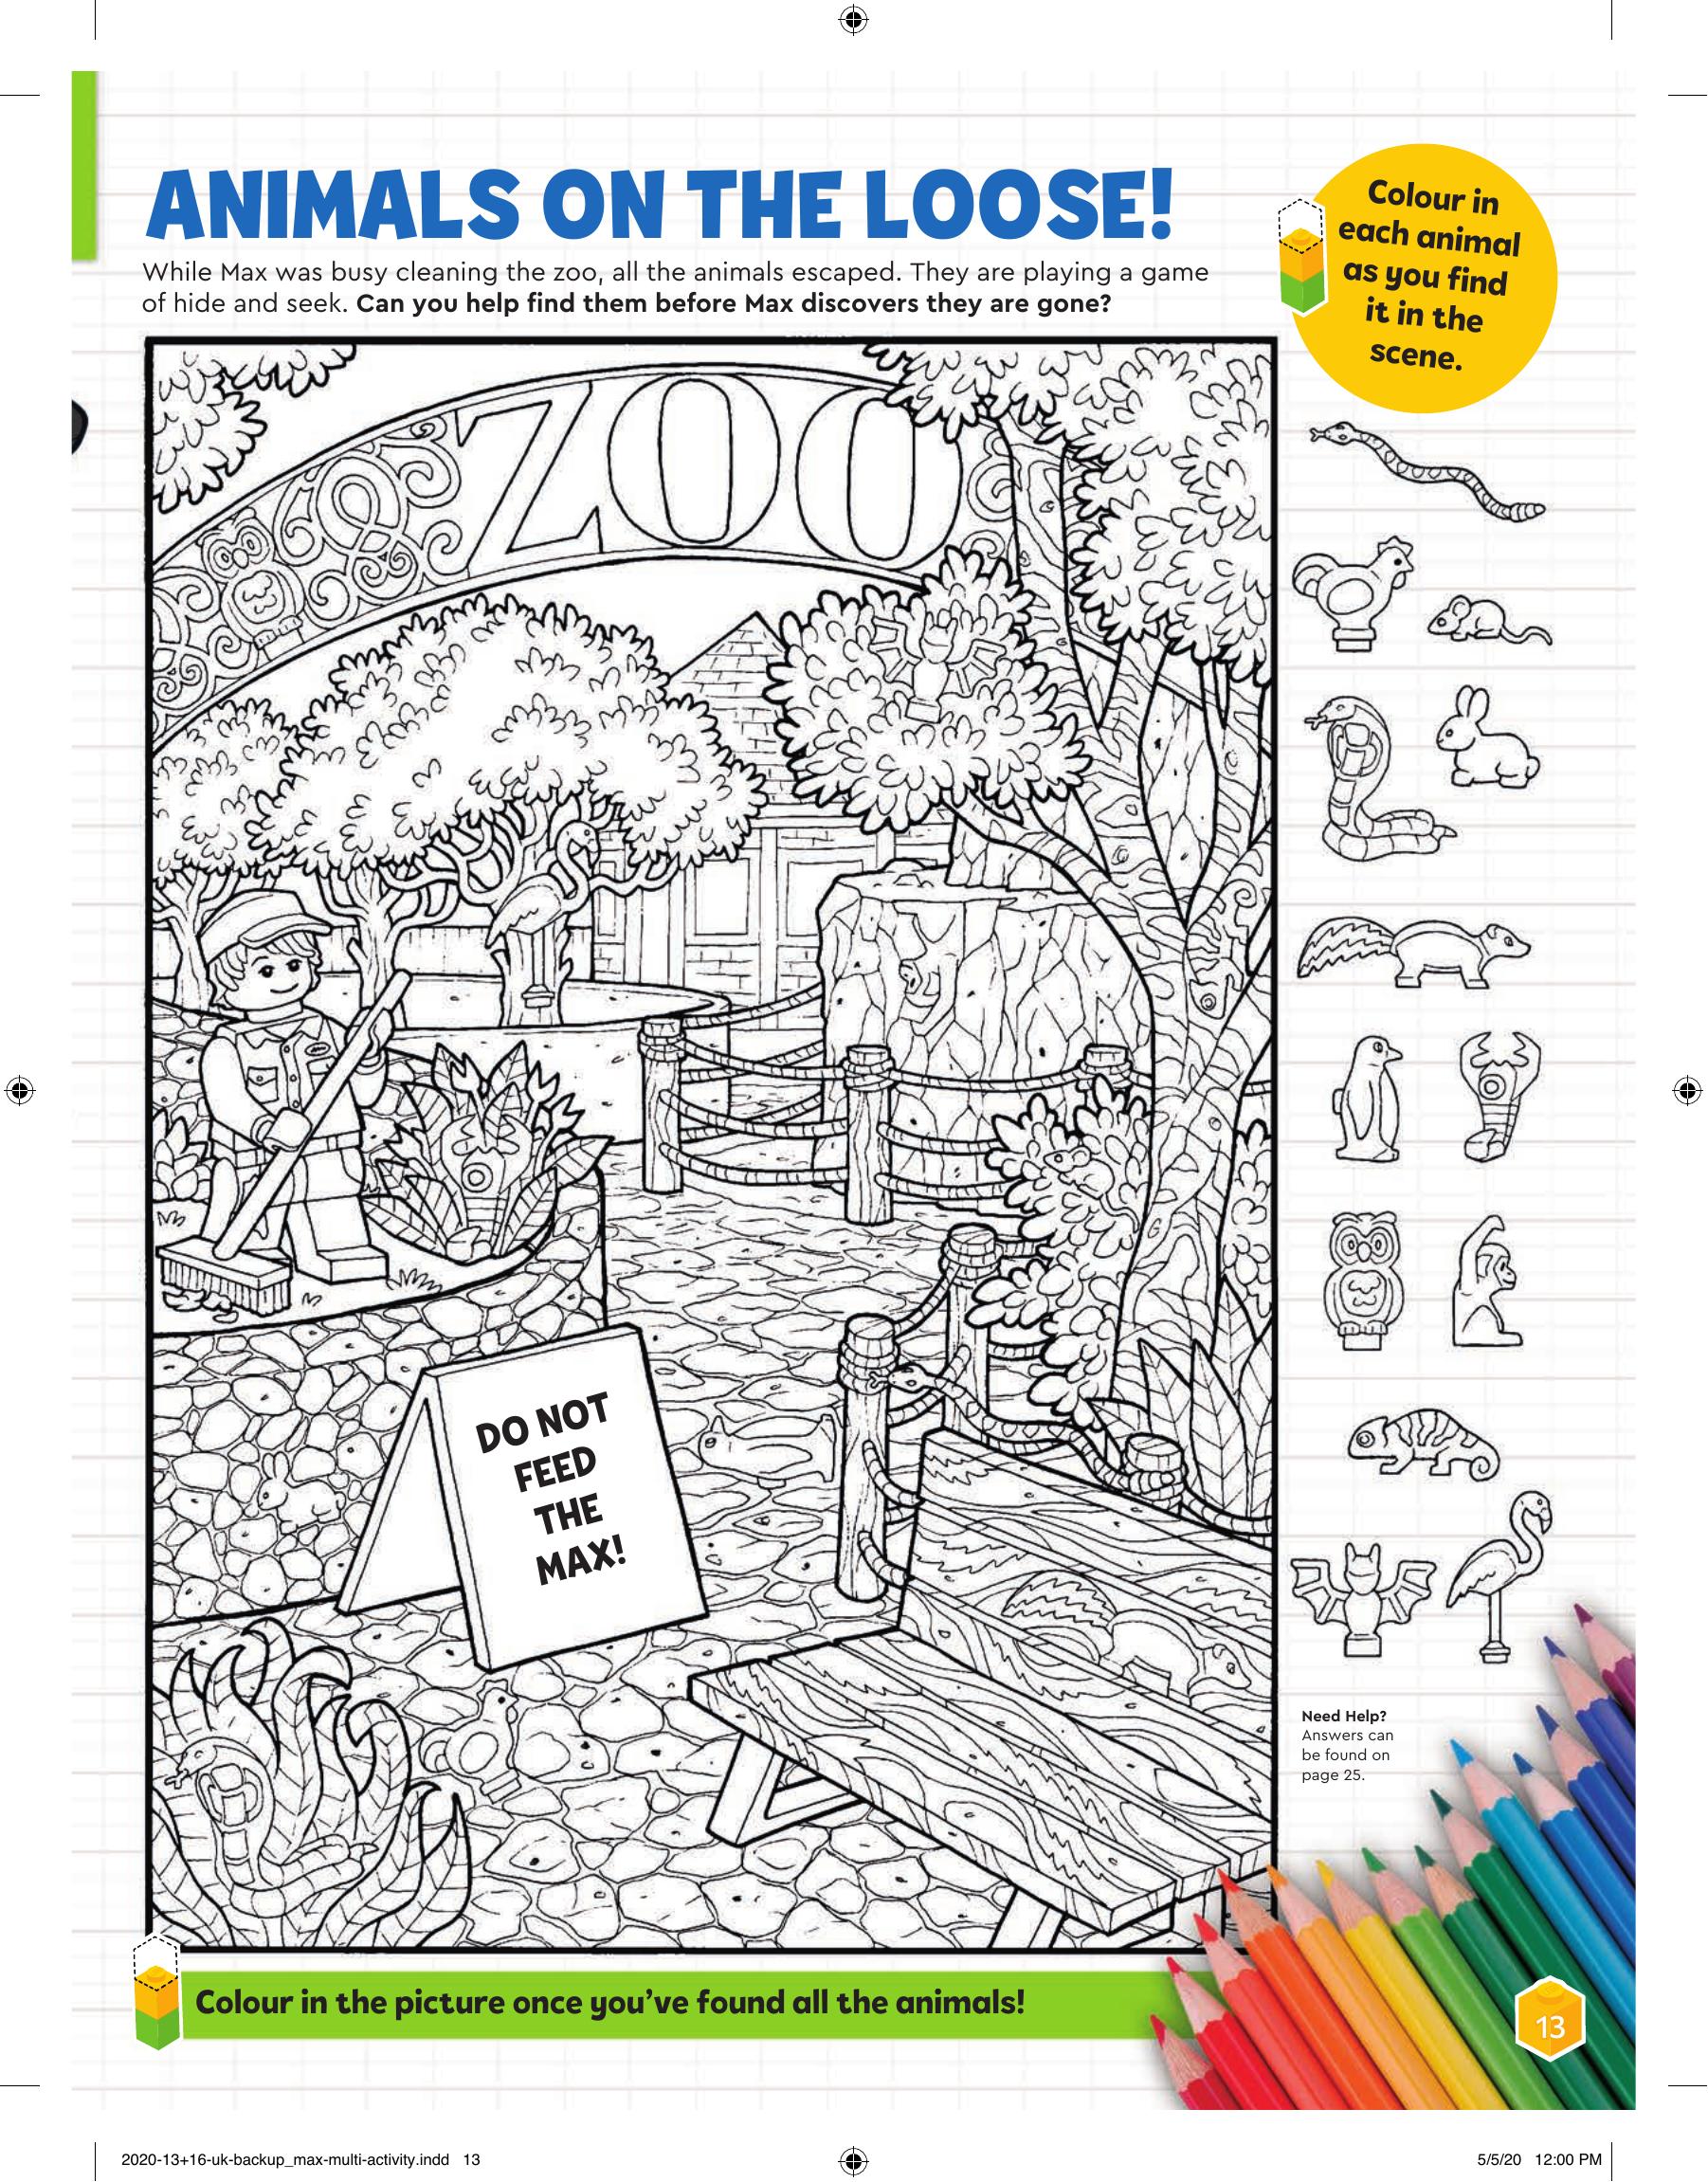 ANIMALS ON THE LOOSE!
While Max was busy cleaning the zoo, all the animals escaped. They are playing a game
of hide and seek. Can you help find them before Max discovers they are gone?
Colour in
each animal
as you find
it in the
scene.
ZOO
DO NOT
FEED
THE
MAX!
Need Help?
Answers can
be found on
page 25.
Colour in the picture once you've found all the animals!
13
2020-13+16-uk-backup_max-multi-activity.indd 13
5/5/20 12:00 PM